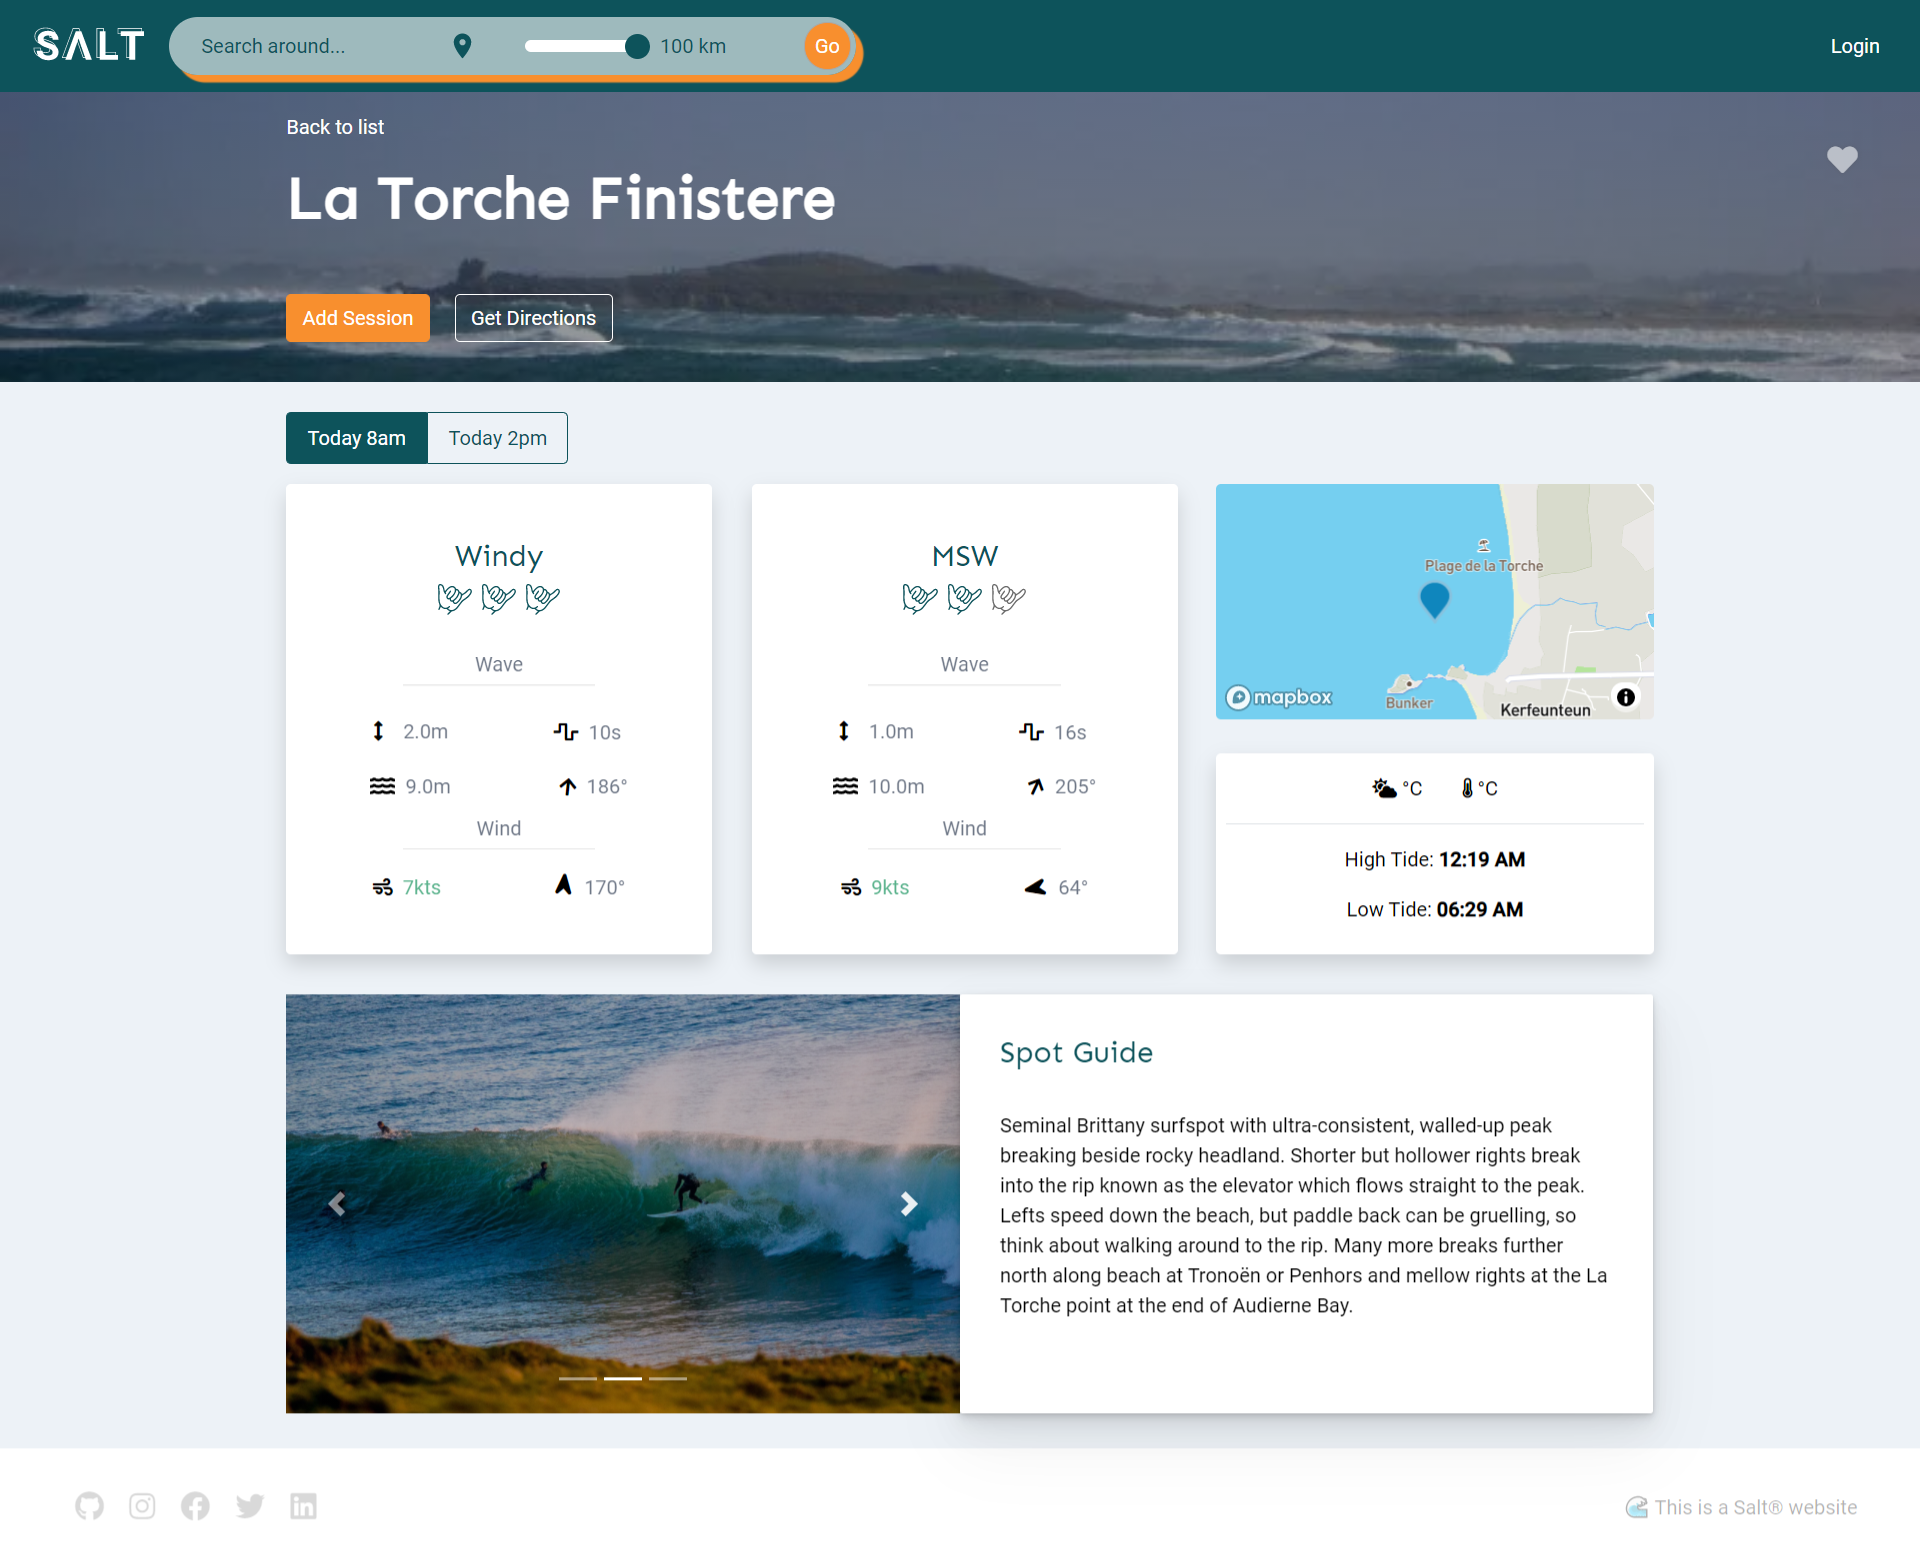 SALT
Search around...
100 km
Go
Login
Back to list
La Torche Finistere
Add Session
Get Directions
Today 8am
Today 2pm
Windy
Wave
2.0m
10s
9.0m
186°
Wind
7kts
170°
MSW
Wave
1.0m
16s
10.0m
205°
Wind
9kts
64°
Plage de la Torche
Bunker
Kerfeunteun
mapbox
°C
°C
High Tide: 12:19 AM
Low Tide: 06:29 AM
Spot Guide
Seminal Brittany surfspot with ultra-consistent, walled-up peak
breaking beside rocky headland. Shorter but hollower rights break
into the rip known as the elevator which flows straight to the peak.
Lefts speed down the beach, but paddle back can be gruelling, so
think about walking around to the rip. Many more breaks further
north along beach at Tronoën or Penhors and mellow rights at the La
Torche point at the end of Audierne Bay.
This is a Salt® website